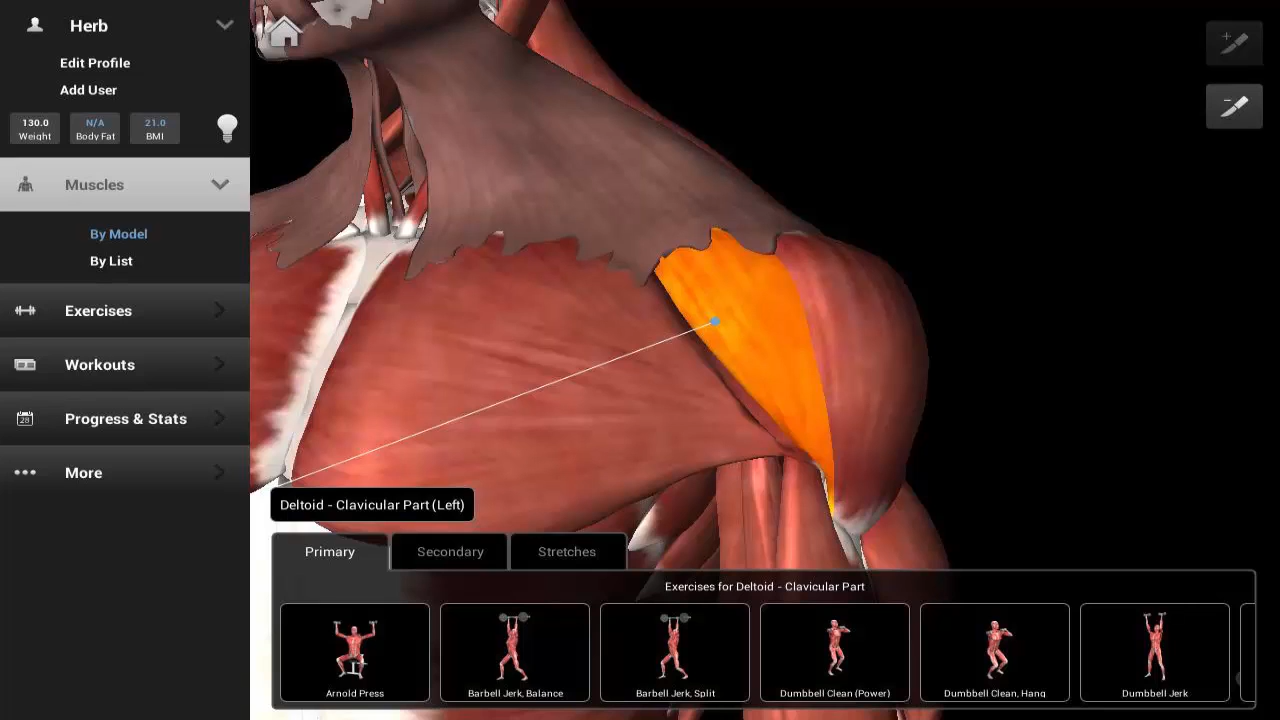 Herb
Edit Profile
Add User
130.0
Weight
N/A
Body Fat
21.0
BMI
Muscles
By Model
By List
Exercises
Workouts
28
Progress & Stats
More
Deltoid - Clavicular Part (Left)
Primary
Secondary
Stretches
Exercises for Deltoid - Clavicular Part
Arnold Press
Barbell Jerk, Balance
Barbell Jerk, Split
Dumbbell Clean (Power)
Dumbbell Clean, Hang
Dumbbell Jerk